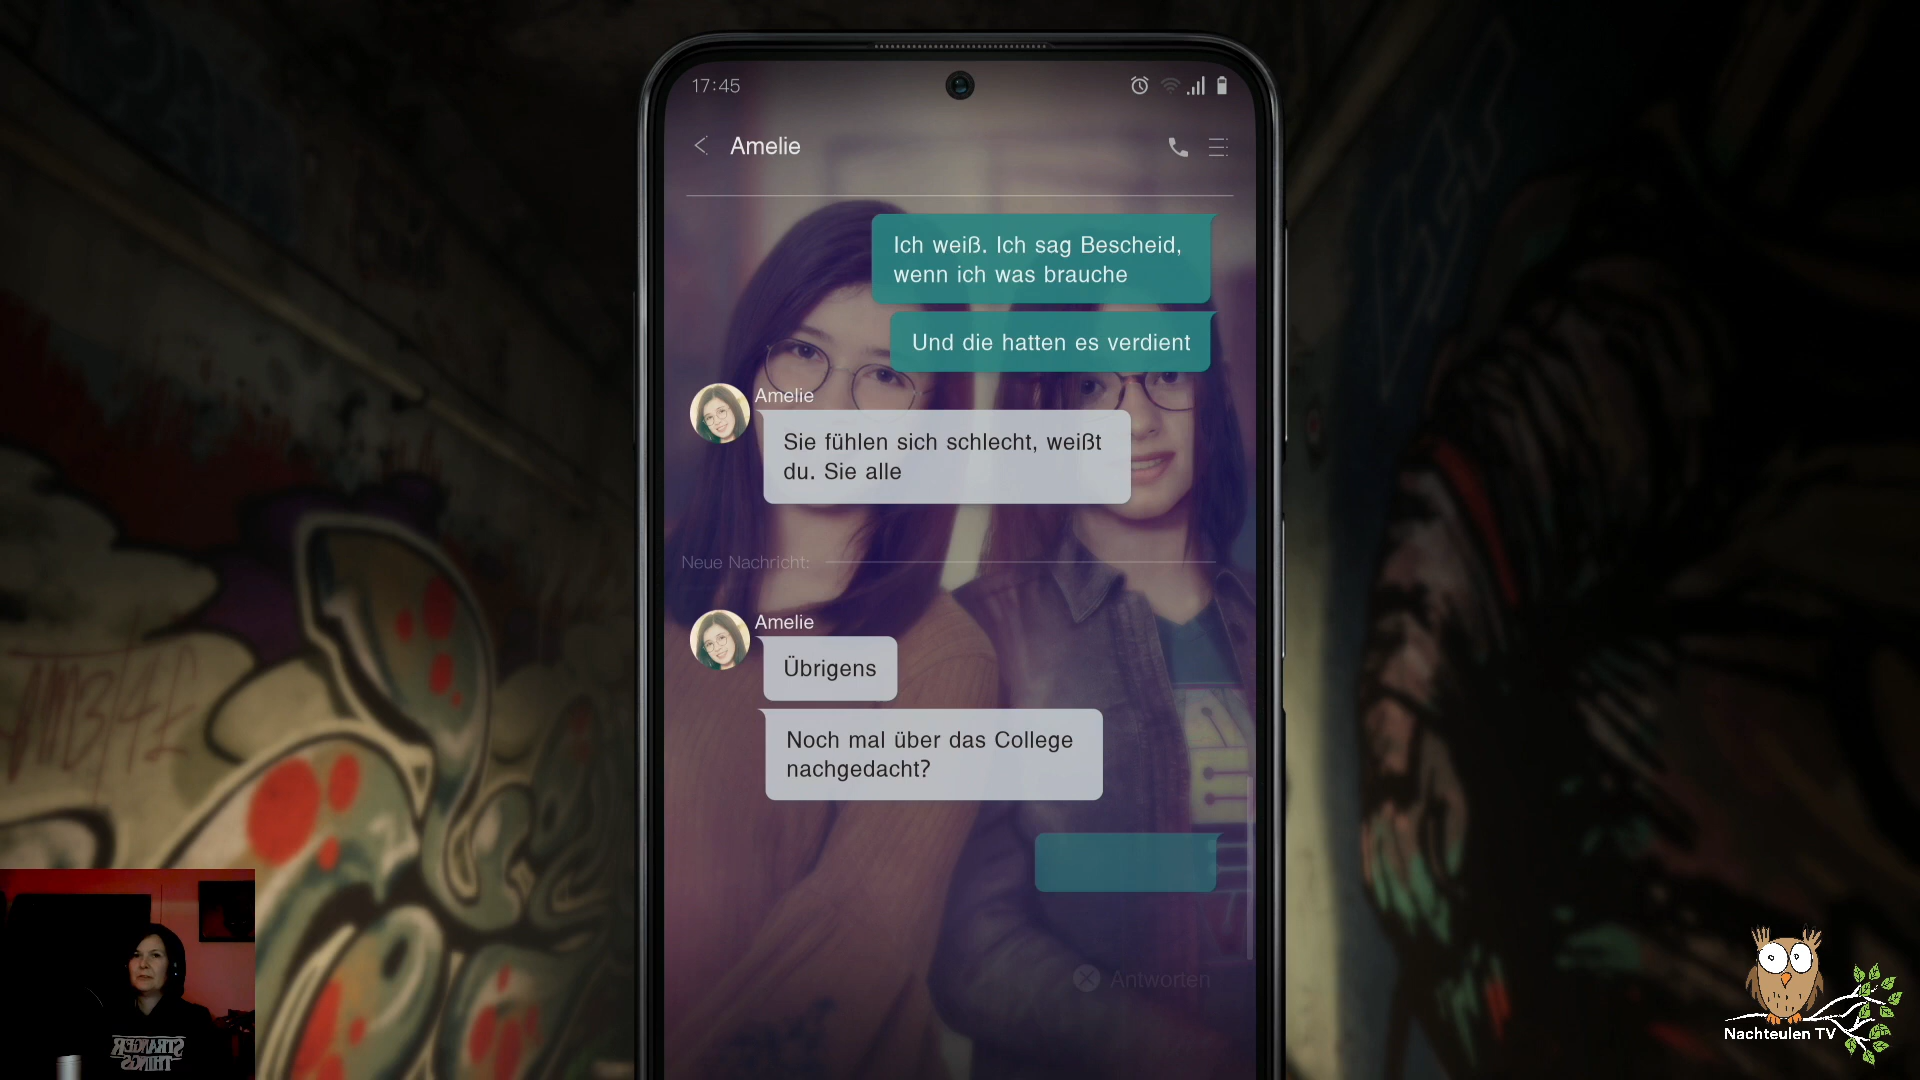 17:45
Amelie
Ich weiß. Ich sag Bescheid,
wenn ich was brauche
Und die hatten es verdient
Amelie
Sie fühlen sich schlecht, weißt
du. Sie alle
Neue Nachricht:
Amelie
Übrigens
Noch mal über das College
nachgedacht?
Antworten
STRANGER
THINGS
Nachteulen TV